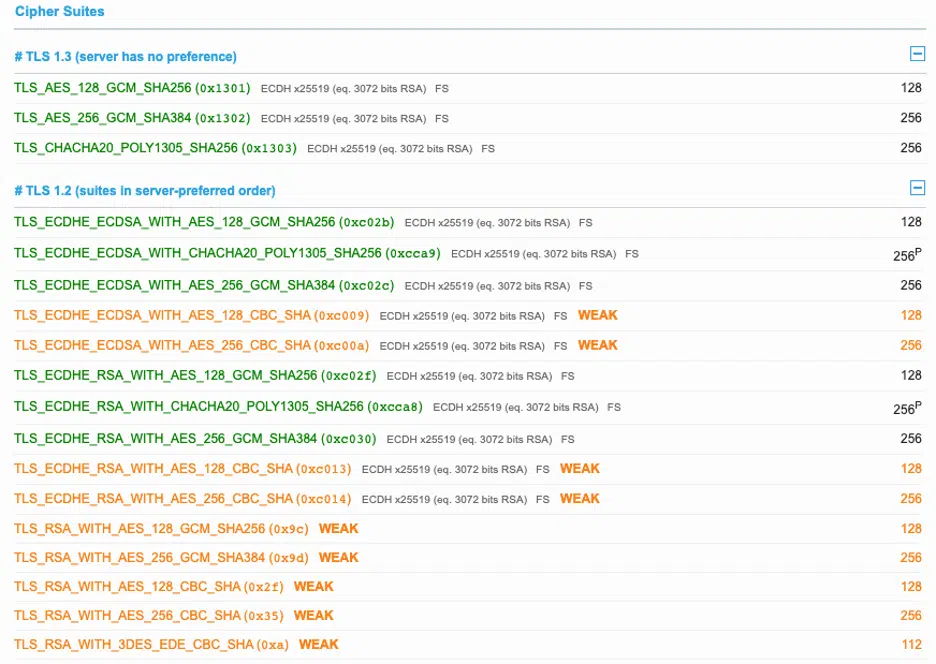 Cipher Suites
# TLS 1.3 (server has no preference)
TLS_AES_128_GCM_SHA256 (0x1301) ECDH x25519 (eq. 3072 bits RSA) FS 128
TLS_AES_256_GCM_SHA384 (0x1302) ECDH x25519 (eq. 3072 bits RSA) FS 256
TLS_CHACHA20_POLY1305_SHA256 (0x1303) ECDH x25519 (eq. 3072 bits RSA) FS 256
# TLS 1.2 (suites in server-preferred order)
TLS_ECDHE_ECDSA_WITH_AES_128_GCM_SHA256 (0xc02b) ECDH x25519 (eq. 3072 bits RSA) FS 128
TLS_ECDHE_ECDSA_WITH_CHACHA20_POLY1305_SHA256 (0xcca9) ECDH x25519 (eq. 3072 bits RSA) FS 256P
TLS_ECDHE_ECDSA_WITH_AES_256_GCM_SHA384 (0xc02c) ECDH x25519 (eq. 3072 bits RSA) FS 256
TLS_ECDHE_ECDSA_WITH_AES_128_CBC_SHA (0xc009) ECDH x25519 (eq. 3072 bits RSA) FS WEAK 128
TLS_ECDHE_ECDSA_WITH_AES_256_CBC_SHA (0xc00a) ECDH x25519 (eq. 3072 bits RSA) FS WEAK 256
TLS_ECDHE_RSA_WITH_AES_128_GCM_SHA256 (0xc02f) ECDH x25519 (eq. 3072 bits RSA) FS 128
TLS_ECDHE_RSA_WITH_CHACHA20_POLY1305_SHA256 (0xcca8) ECDH x25519 (eq. 3072 bits RSA) FS 256P
TLS_ECDHE_RSA_WITH_AES_256_GCM_SHA384 (0xc030) ECDH x25519 (eq. 3072 bits RSA) FS 256
TLS_ECDHE_RSA_WITH_AES_128_CBC_SHA (0xc013) ECDH x25519 (eq. 3072 bits RSA) FS WEAK 128
TLS_ECDHE_RSA_WITH_AES_256_CBC_SHA (0xc014) ECDH x25519 (eq. 3072 bits RSA) FS WEAK 256
TLS_RSA_WITH_AES_128_GCM_SHA256 (0x9c) WEAK 128
TLS_RSA_WITH_AES_256_GCM_SHA384 (0x9d) WEAK 256
TLS_RSA_WITH_AES_128_CBC_SHA (0x2f) WEAK 128
TLS_RSA_WITH_AES_256_CBC_SHA (0x35) WEAK 256
TLS_RSA_WITH_3DES_EDE_CBC_SHA (0xa) WEAK 112